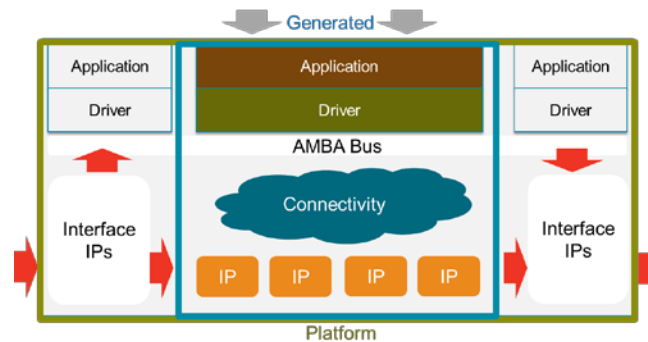 Generated
Application
Application
Application
Driver
Driver
Driver
AMBA Bus
Connectivity
Interface
IPs
Interface
IPs
IP
IP
IP
IP
Platform